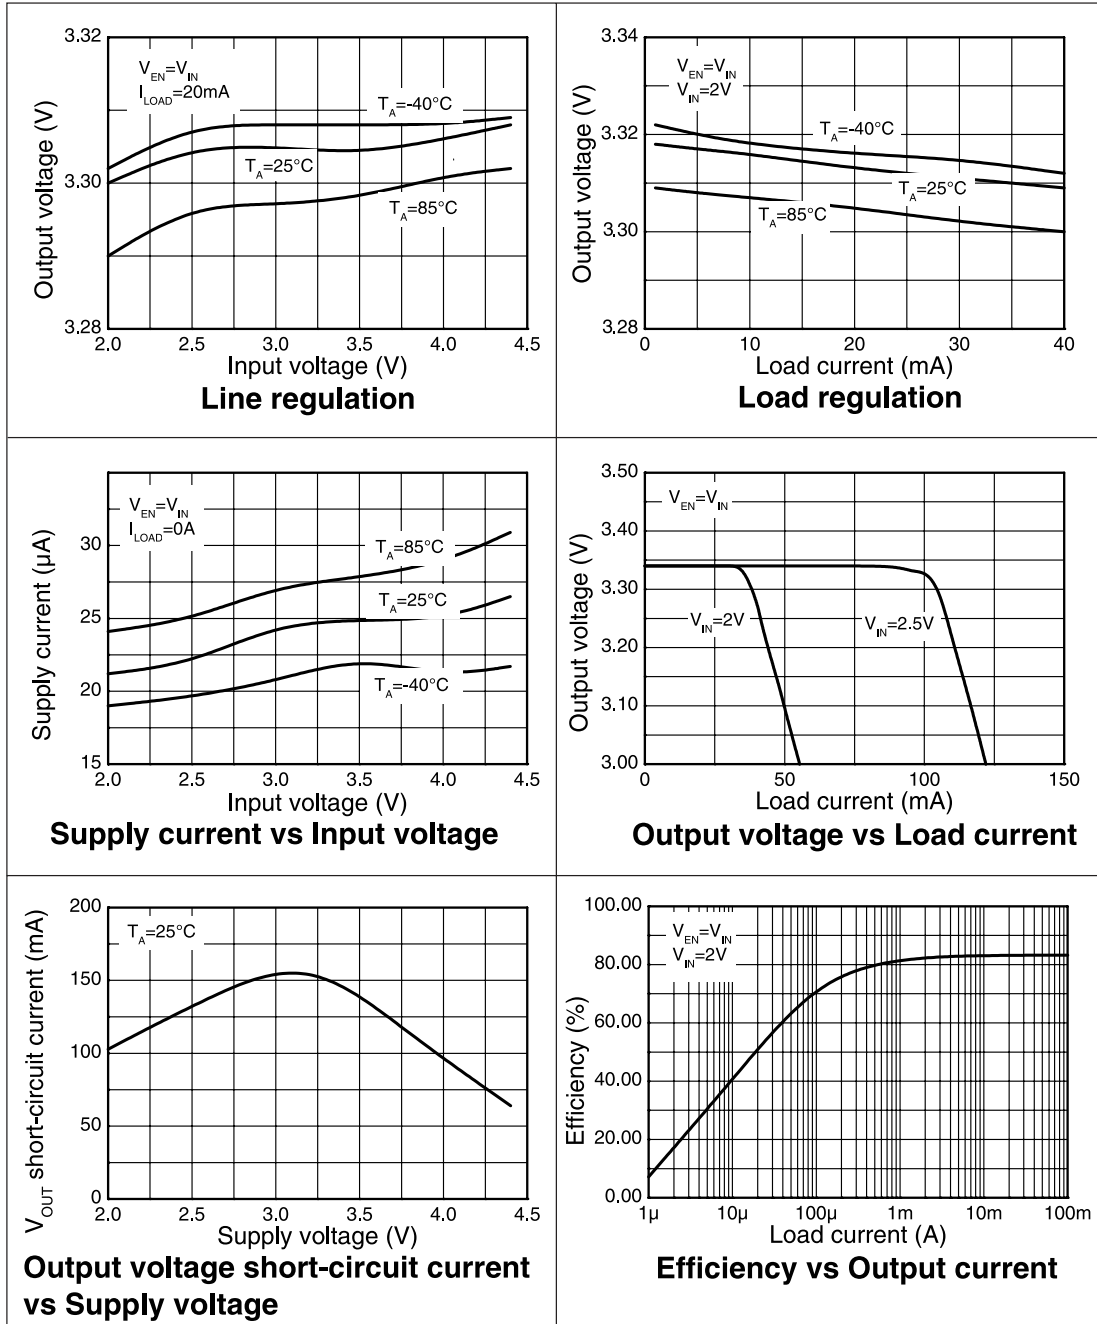 3.32
3.30
3.28
Output voltage (V)
V_EN=V_IN
I_LOAD=20mA
T_A=-40°C
T_A=25°C
T_A=85°C
2.0 2.5 3.0 3.5 4.0 4.5
Input voltage (V)
Line regulation
3.34
3.32
3.30
3.28
Output voltage (V)
V_EN=V_IN
V_IN=2V
T_A=-40°C
T_A=25°C
T_A=85°C
0 10 20 30 40
Load current (mA)
Load regulation
30
25
20
15
Supply current (µA)
V_EN=V_IN
I_LOAD=0A
T_A=85°C
T_A=25°C
T_A=-40°C
2.0 2.5 3.0 3.5 4.0 4.5
Input voltage (V)
Supply current vs Input voltage
3.50
3.40
3.30
3.20
3.10
3.00
Output voltage (V)
V_EN=V_IN
V_IN=2V
V_IN=2.5V
0 50 100 150
Load current (mA)
Output voltage vs Load current
200
150
100
50
0
V_OUT short-circuit current (mA)
T_A=25°C
2.0 2.5 3.0 3.5 4.0 4.5
Supply voltage (V)
Output voltage short-circuit current
vs Supply voltage
100.00
80.00
60.00
40.00
20.00
0.00
Efficiency (%)
V_EN=V_IN
V_IN=2V
1µ 10µ 100µ 1m 10m 100m
Load current (A)
Efficiency vs Output current